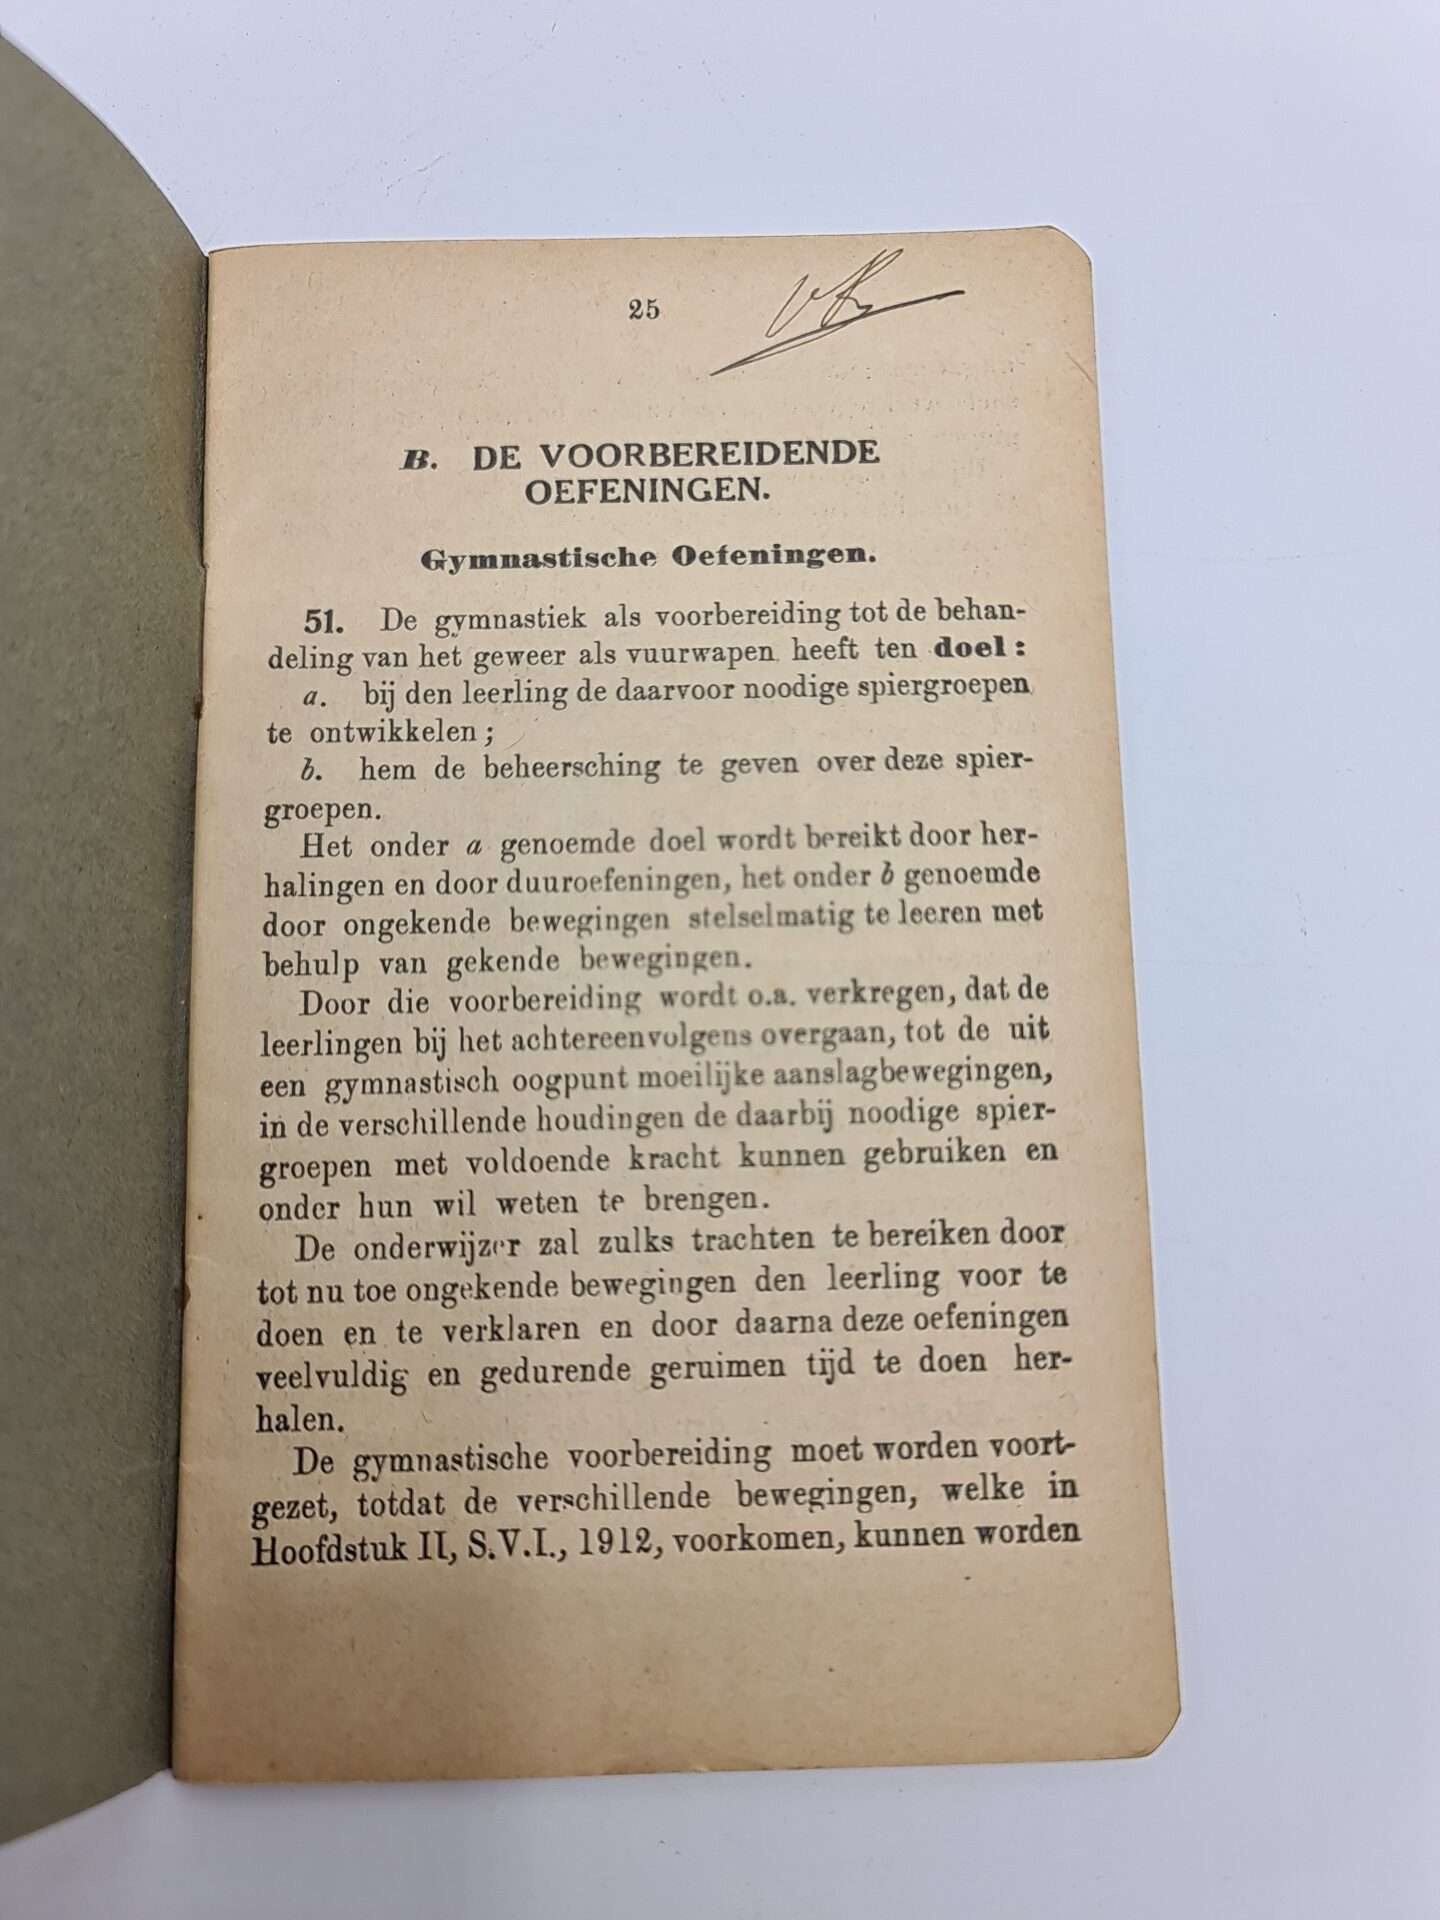 25
B. DE VOORBEREIDENDE
OEFENINGEN.
Gymnastische Oefeningen.
51. De gymnastiek als voorbereiding tot de behan-
deling van het geweer als vuurwapen heeft ten doel:
a. bij den leerling de daarvoor noodige spiergroepen
te ontwikkelen;
b. hem de beheersching te geven over deze spier-
groepen.
Het onder a genoemde doel wordt bereikt door her-
halingen en door duuroefeningen, het onder b genoemde
door ongekende bewegingen stelselmatig te leeren met
behulp van gekende bewegingen.
Door die voorbereiding wordt o.a. verkregen, dat de
leerlingen bij het achtereenvolgens overgaan, tot de uit
een gymnastisch oogpunt moeilijke aanslagbewegingen,
in de verschillende houdingen de daarbij noodige spier-
groepen met voldoende kracht kunnen gebruiken en
onder hun wil weten te brengen.
De onderwijzer zal zulks trachten te bereiken door
tot nu toe ongekende bewegingen den leerling voor te
doen en te verklaren en door daarna deze oefeningen
veelvuldig en gedurende geruimen tijd te doen her-
halen.
De gymnastische voorbereiding moet worden voort-
gezet, totdat de verschillende bewegingen, welke in
Hoofdstuk II, S.V.I., 1912, voorkomen, kunnen worden